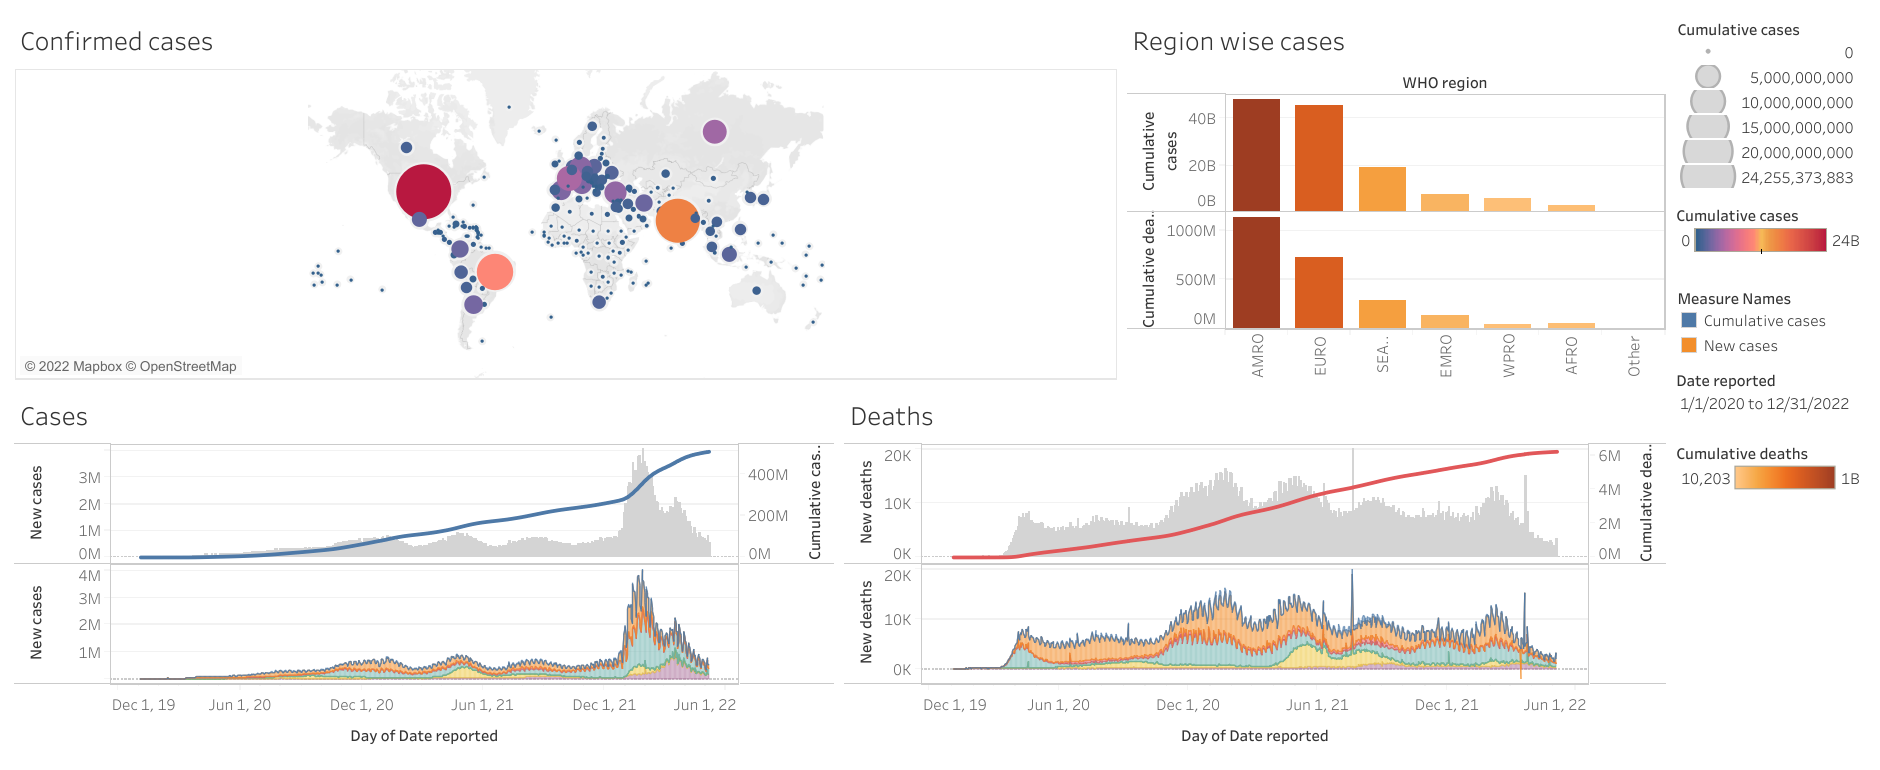 Confirmed cases
© 2022 Mapbox © OpenStreetMap
Region wise cases
WHO region
Cumulative
cases
40B
20B
0B
Cumulative dea..
1000M
500M
0M
AMRO
EURO
SEA..
EMRO
WPRO
AFRO
Other
Cumulative cases
0
5,000,000,000
10,000,000,000
15,000,000,000
20,000,000,000
24,255,373,883
Cumulative cases
0
24B
Measure Names
Cumulative cases
New cases
Date reported
1/1/2020 to 12/31/2022
Cumulative deaths
10,203
1B
Cases
New cases
3M
2M
1M
0M
400M
200M
0M
Cumulative cas..
New cases
4M
3M
2M
1M
Dec 1, 19
Jun 1, 20
Dec 1, 20
Jun 1, 21
Dec 1, 21
Jun 1, 22
Day of Date reported
Deaths
New deaths
20K
10K
0K
6M
4M
2M
0M
Cumulative dea..
New deaths
20K
10K
0K
Dec 1, 19
Jun 1, 20
Dec 1, 20
Jun 1, 21
Dec 1, 21
Jun 1, 22
Day of Date reported